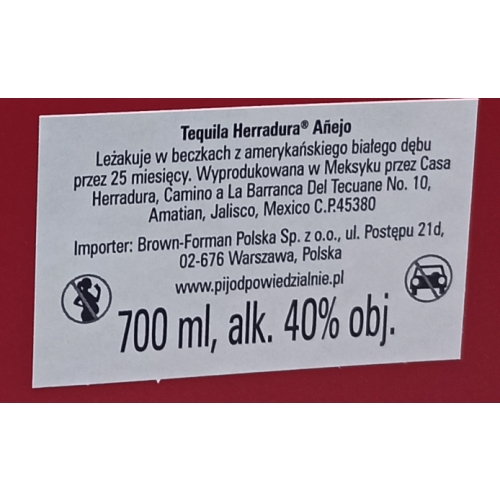 Tequila Herradura® Añejo
Leżakuje w beczkach z amerykańskiego białego dębu
przez 25 miesięcy. Wyprodukowana w Meksyku przez Casa
Herradura, Camino a La Barranca Del Tecuane No. 10,
Amatian, Jalisco, Mexico C.P.45380
Importer: Brown-Forman Polska Sp. z o.o., ul. Postępu 21d,
02-676 Warszawa, Polska
www.pijodpowiedzialnie.pl
700 ml, alk. 40% obj.